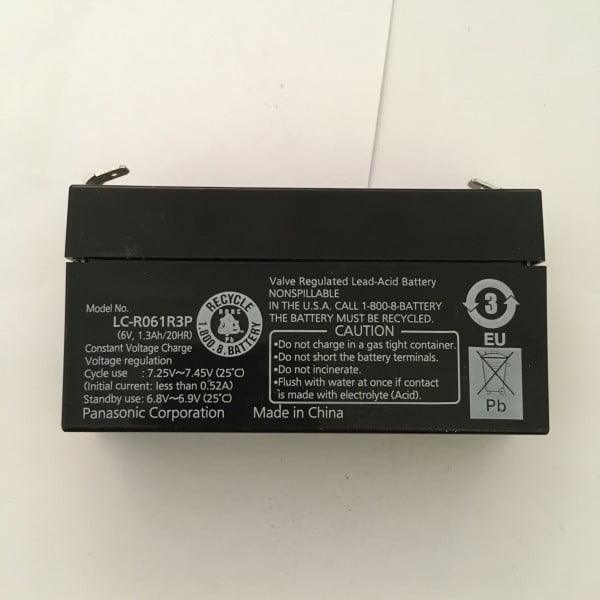 Model No.
LC-R061R3P
(6V, 1.3Ah/20HR)
Constant Voltage Charge
Voltage regulation
Cycle use : 7.25V～7.45V (25℃)
(Initial current: less than 0.52A)
Standby use: 6.8V～6.9V (25℃)
Panasonic Corporation
Made in China
RECYCLE
Pb
1.800.8.BATTERY
Valve Regulated Lead-Acid Battery
NONSPILLABLE
IN THE U.S.A. CALL 1-800-8-BATTERY
THE BATTERY MUST BE RECYCLED.
CAUTION
•Do not charge in a gas tight container.
•Do not short the battery terminals.
•Do not incinerate.
•Flush with water at once if contact
is made with electrolyte (Acid).
3
EU
Pb